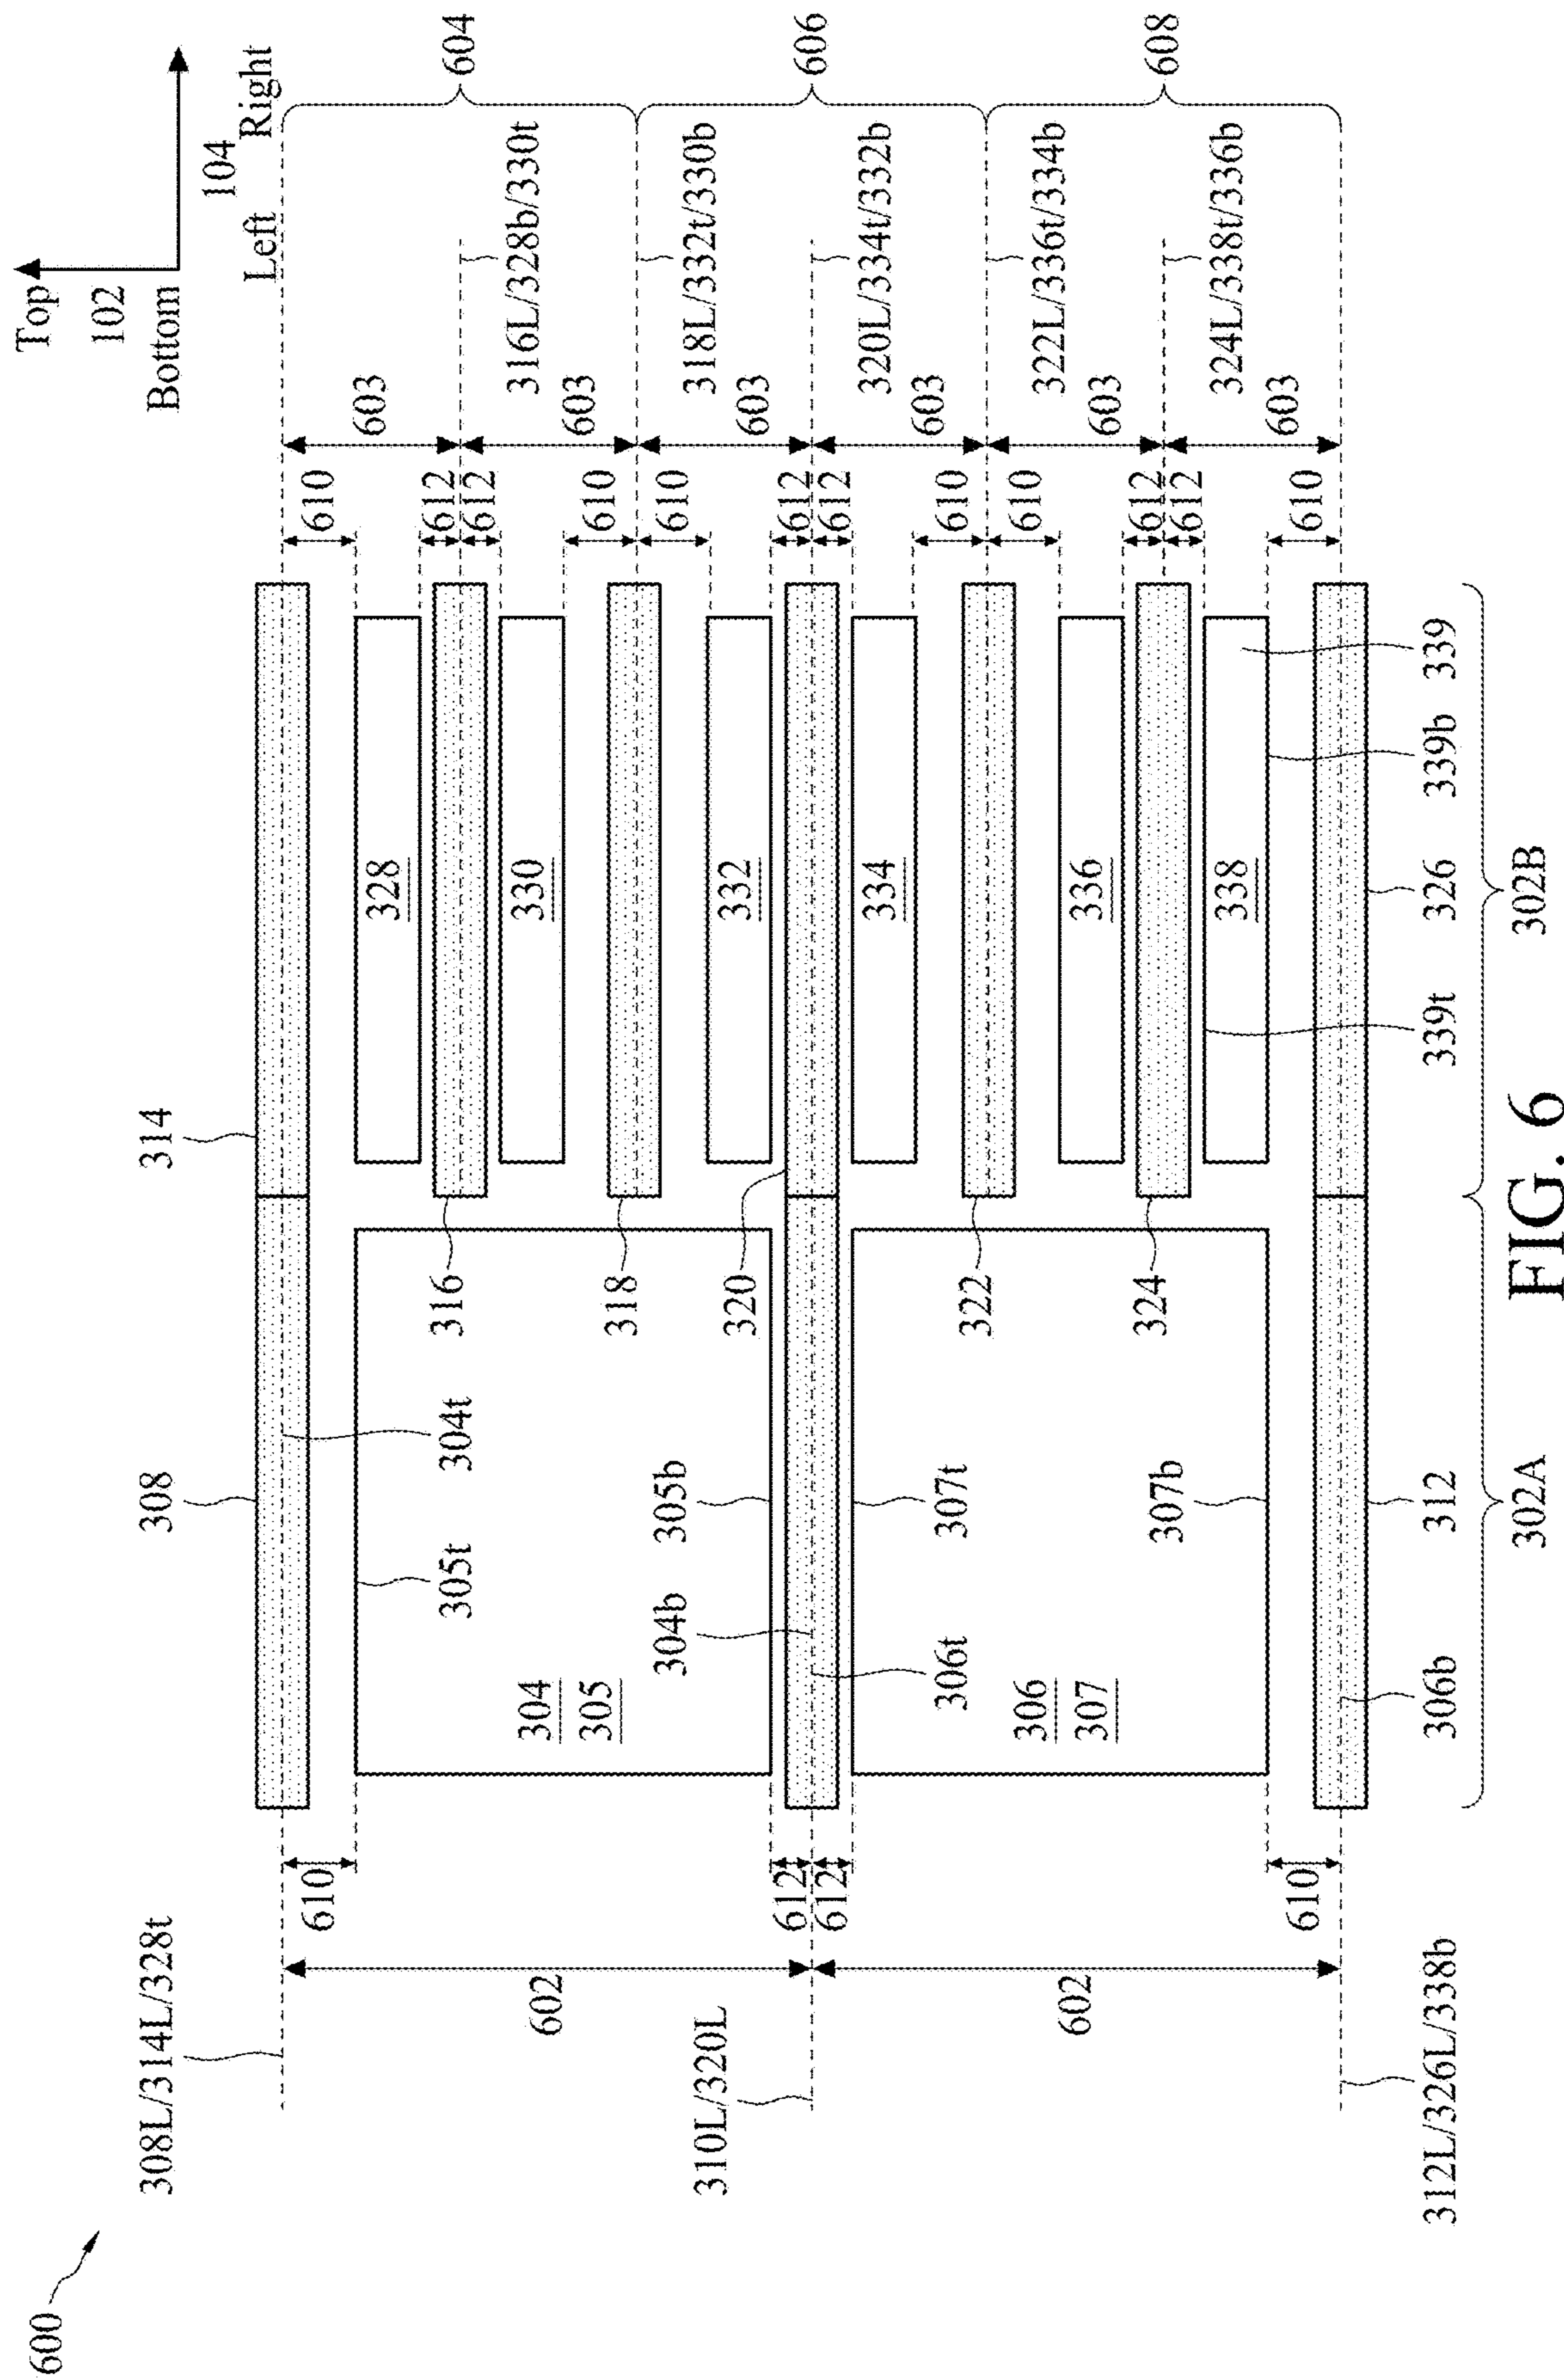 600
Top
102
Bottom
104
Left
Right
308L/314L/328t
308
314
610
610
603
328
305t
304t
316
612
612
604
316L/328b/330t
602
304
305
330
603
610
318
304b
305b
310L/320L
320
332
610
603
318L/332t/330b
612
612
612
612
606
334
603
320L/334t/332b
306t
307t
322
610
610
602
306
307
336
603
322L/336t/334b
307b
324
612
612
608
338
603
324L/338t/336b
610
610
312L/326L/338b
306b
312
339t
326
339b
339
302A
302B
FIG. 6